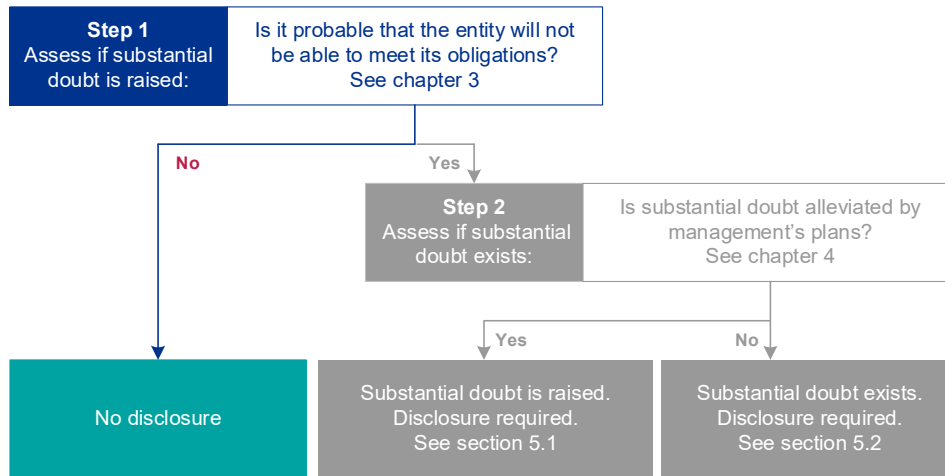 Step 1
Assess if substantial
doubt is raised:
Is it probable that the entity will not
be able to meet its obligations?
See chapter 3
No
Yes
Step 2
Assess if substantial
doubt exists:
Is substantial doubt alleviated by
management's plans?
See chapter 4
Yes
No
No disclosure
Substantial doubt is raised.
Disclosure required.
See section 5.1
Substantial doubt exists.
Disclosure required.
See section 5.2